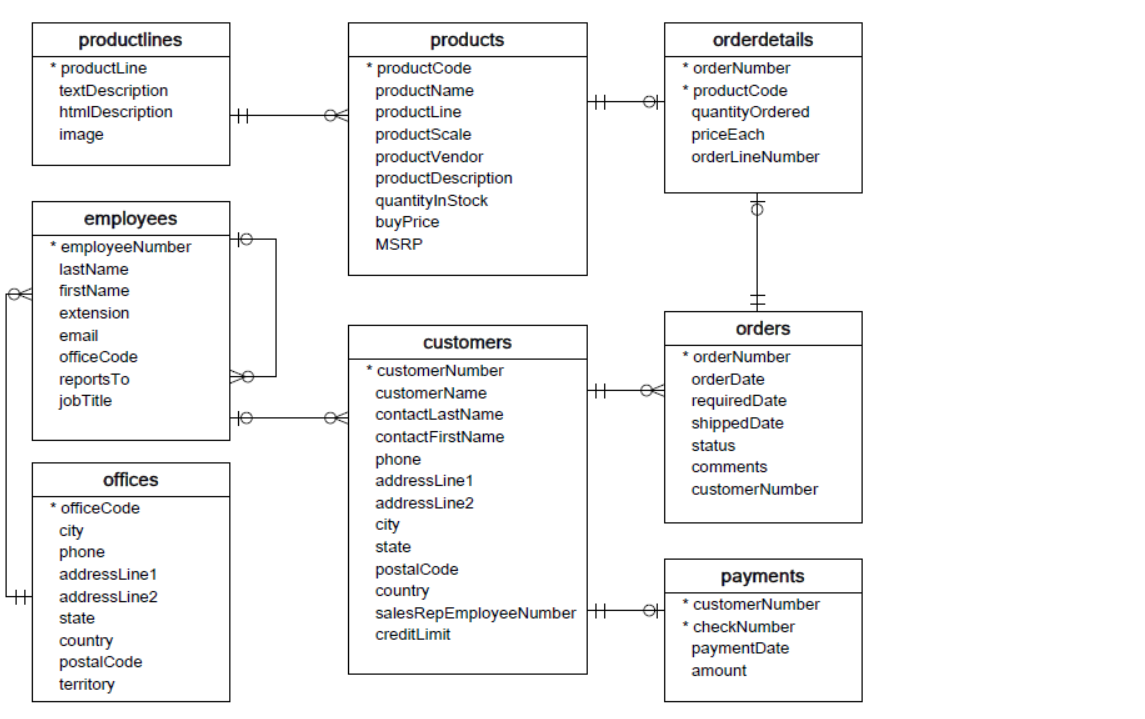 productlines
* productLine
textDescription
htmlDescription
image
products
* productCode
productName
productLine
productScale
productVendor
productDescription
quantityInStock
buyPrice
MSRP
orderdetails
* orderNumber
* productCode
quantityOrdered
priceEach
orderLineNumber
employees
* employeeNumber
lastName
firstName
extension
email
officeCode
reportsTo
jobTitle
customers
* customerNumber
customerName
contactLastName
contactFirstName
phone
addressLine1
addressLine2
city
state
postalCode
country
salesRepEmployeeNumber
creditLimit
orders
* orderNumber
orderDate
requiredDate
shippedDate
status
comments
customerNumber
offices
* officeCode
city
phone
addressLine1
addressLine2
state
country
postalCode
territory
payments
* customerNumber
* checkNumber
paymentDate
amount